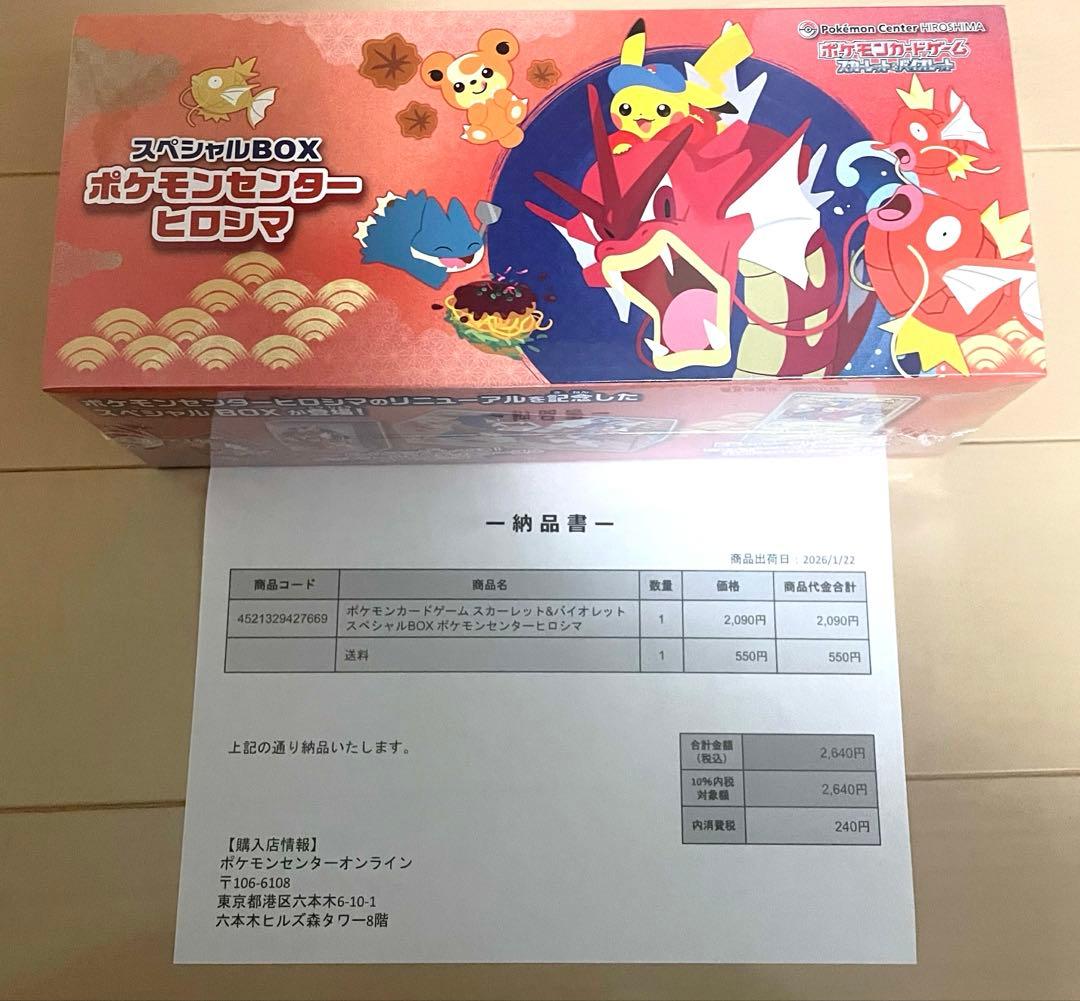 Pokémon Center HIROSHIMA
ポケモンカードゲーム
スカーレット&バイオレット
スペシャルBOX
ポケモンセンター
ヒロシマ
ポケモンセンターヒロシマのリニューアルを記念した
スペシャルBOXが登場!
ー納品書ー
商品出荷日:2026/1/22
商品コード 商品名 数量 価格 商品代金合計
4521329427669 ポケモンカードゲーム スカーレット&バイオレット 1 2,090円 2,090円
スペシャルBOX ポケモンセンターヒロシマ
送料 1 550円 550円
上記の通り納品いたします。
合計金額 2,640円
(税込)
10%内税 2,640円
対象額
内消費税 240円
【購入店情報】
ポケモンセンターオンライン
〒106-6108
東京都港区六本木6-10-1
六本木ヒルズ森タワー8階